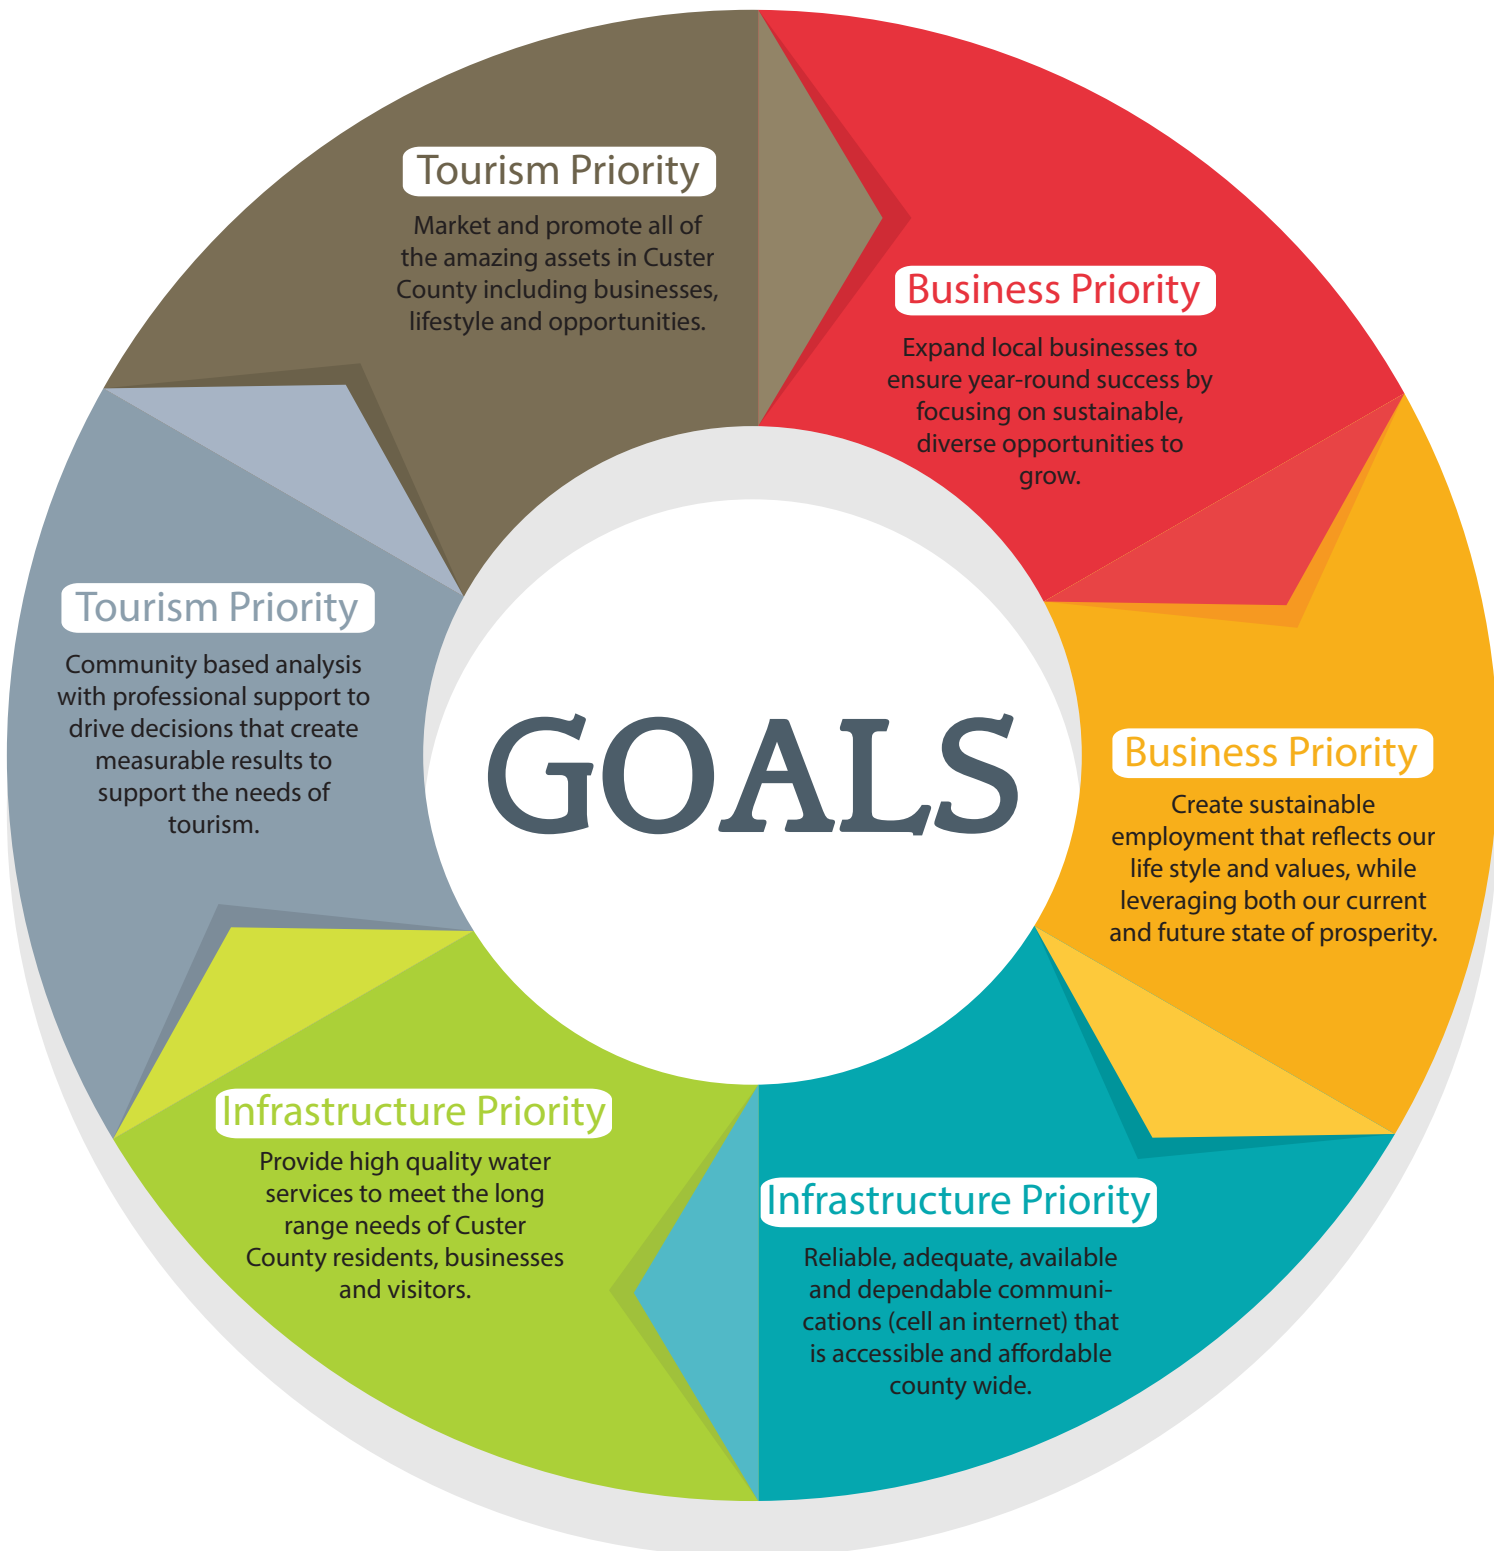 Tourism Priority
Market and promote all of
the amazing assets in Custer
County including businesses,
lifestyle and opportunities.
Business Priority
Expand local businesses to
ensure year-round success by
focusing on sustainable,
diverse opportunities to
grow.
Tourism Priority
Community based analysis
with professional support to
drive decisions that create
measurable results to
support the needs of
tourism.
GOALS
Business Priority
Create sustainable
employment that reflects our
life style and values, while
leveraging both our current
and future state of prosperity.
Infrastructure Priority
Provide high quality water
services to meet the long
range needs of Custer
County residents, businesses
and visitors.
Infrastructure Priority
Reliable, adequate, available
and dependable communi-
cations (cell an internet) that
is accessible and affordable
county wide.